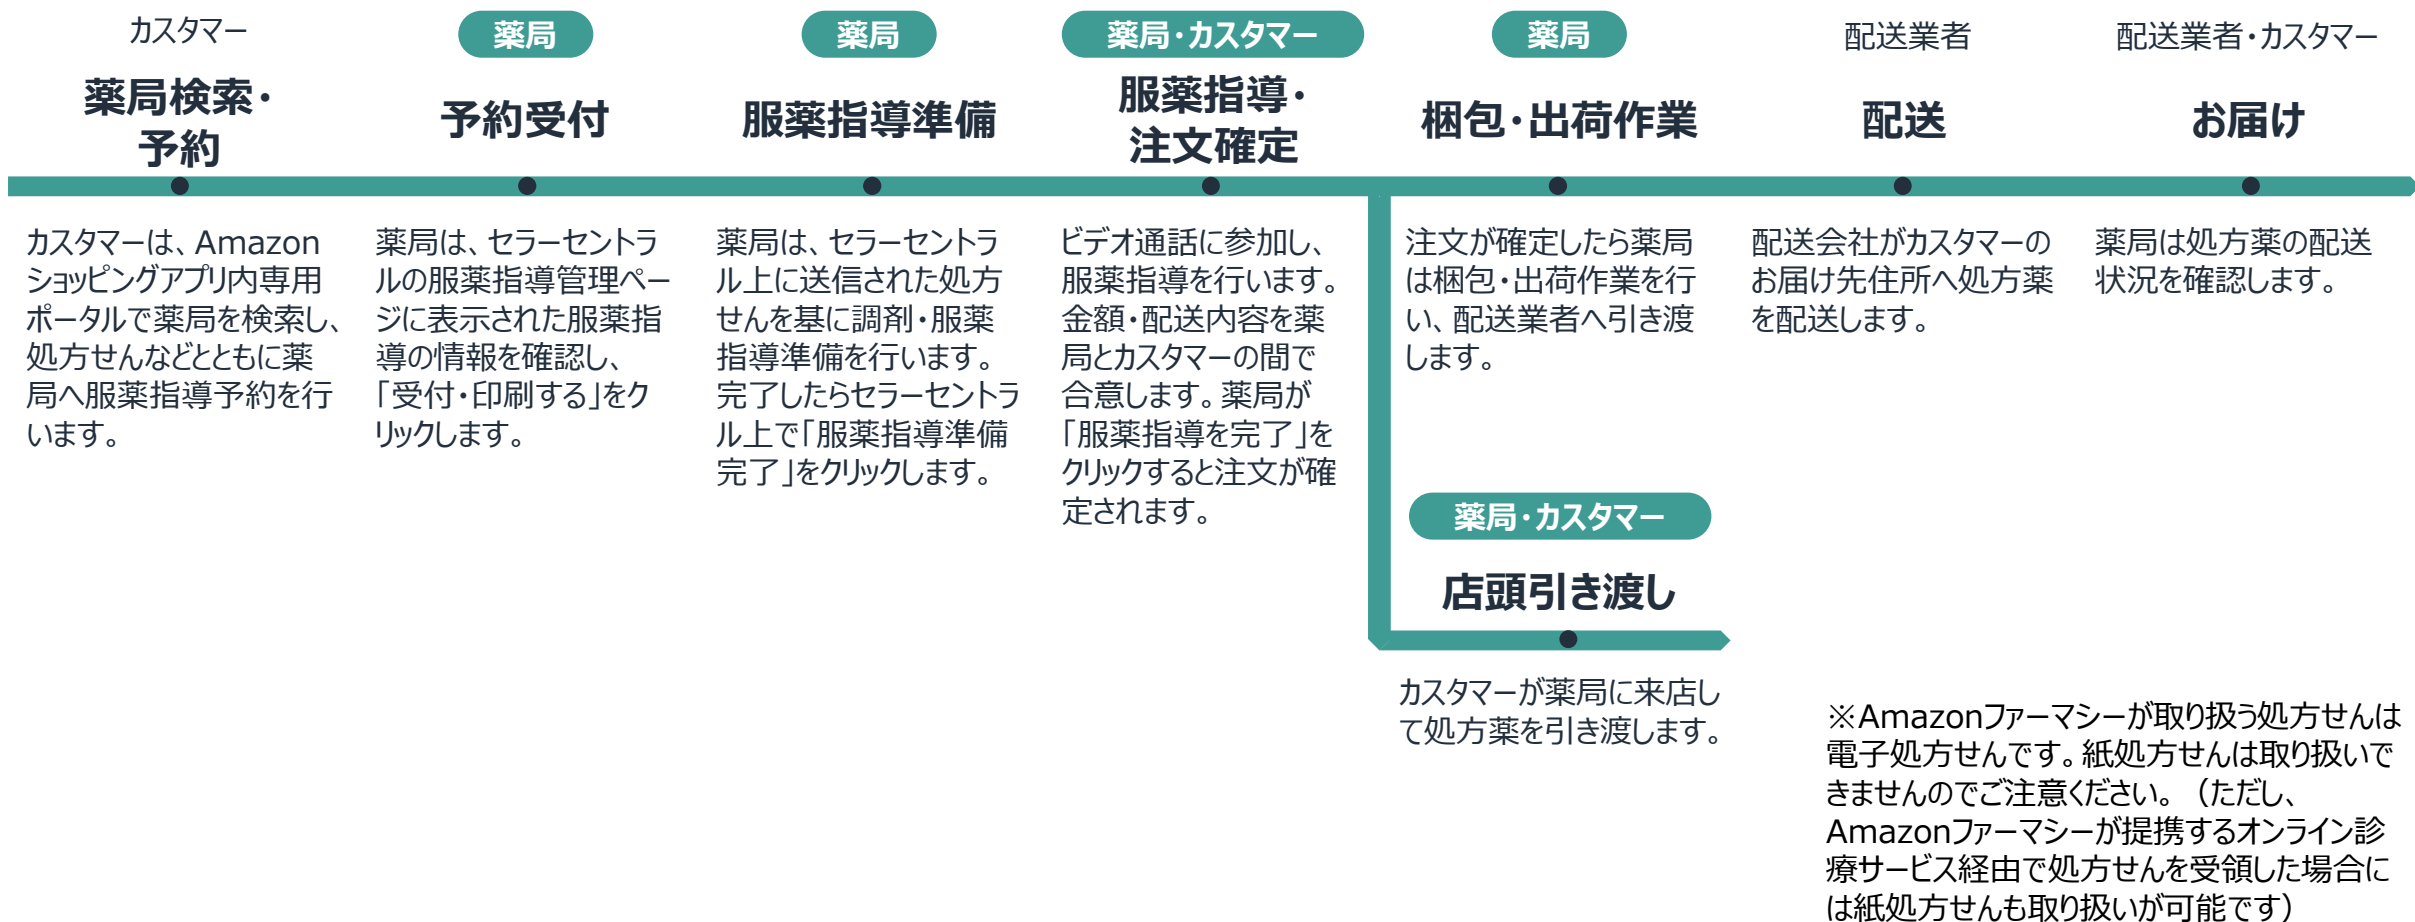 カスタマー
薬局検索・
予約
カスタマーは、Amazon
ショッピングアプリ内専用
ポータルで薬局を検索し、
処方せんなどとともに薬
局へ服薬指導予約を行
います。
薬局
予約受付
薬局は、セラーセントラ
ルの服薬指導管理ペー
ジに表示された服薬指
導の情報を確認し、
「受付・印刷する」をク
リックします。
薬局
服薬指導準備
薬局は、セラーセントラ
ル上に送信された処方
せんを基に調剤・服薬
指導準備を行います。
完了したらセラーセントラ
ル上で「服薬指導準備
完了」をクリックします。
薬局・カスタマー
服薬指導・
注文確定
ビデオ通話に参加し、
服薬指導を行います。
金額・配送内容を薬
局とカスタマーの間で
合意します。薬局が
「服薬指導を完了」を
クリックすると注文が確
定されます。
薬局
梱包・出荷作業
注文が確定したら薬局
は梱包・出荷作業を行
い、配送業者へ引き渡
します。
配送業者
配送
配送会社がカスタマーの
お届け先住所へ処方薬
を配送します。
配送業者・カスタマー
お届け
薬局は処方薬の配送
状況を確認します。
薬局・カスタマー
店頭引き渡し
カスタマーが薬局に来店し
て処方薬を引き渡します。
※Amazonファーマシーが取り扱う処方せんは
電子処方せんです。紙処方せんは取り扱いで
きませんのでご注意ください。（ただし、
Amazonファーマシーが提携するオンライン診
療サービス経由で処方せんを受領した場合に
は紙処方せんも取り扱いが可能です）